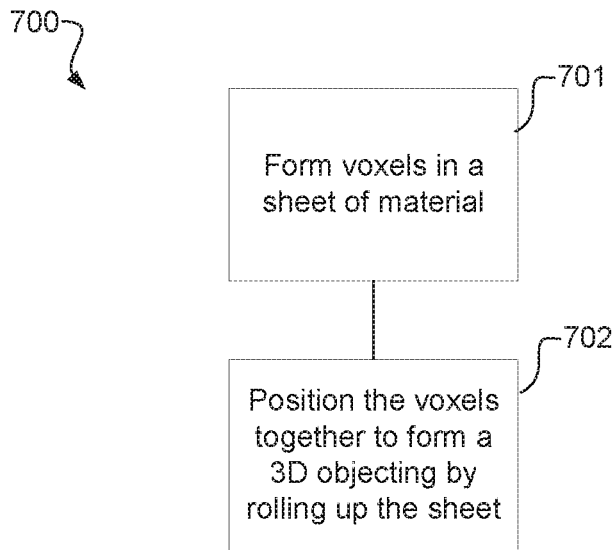 700
701
Form voxels in a
sheet of material
702
Position the voxels
together to form a
3D objecting by
rolling up the sheet